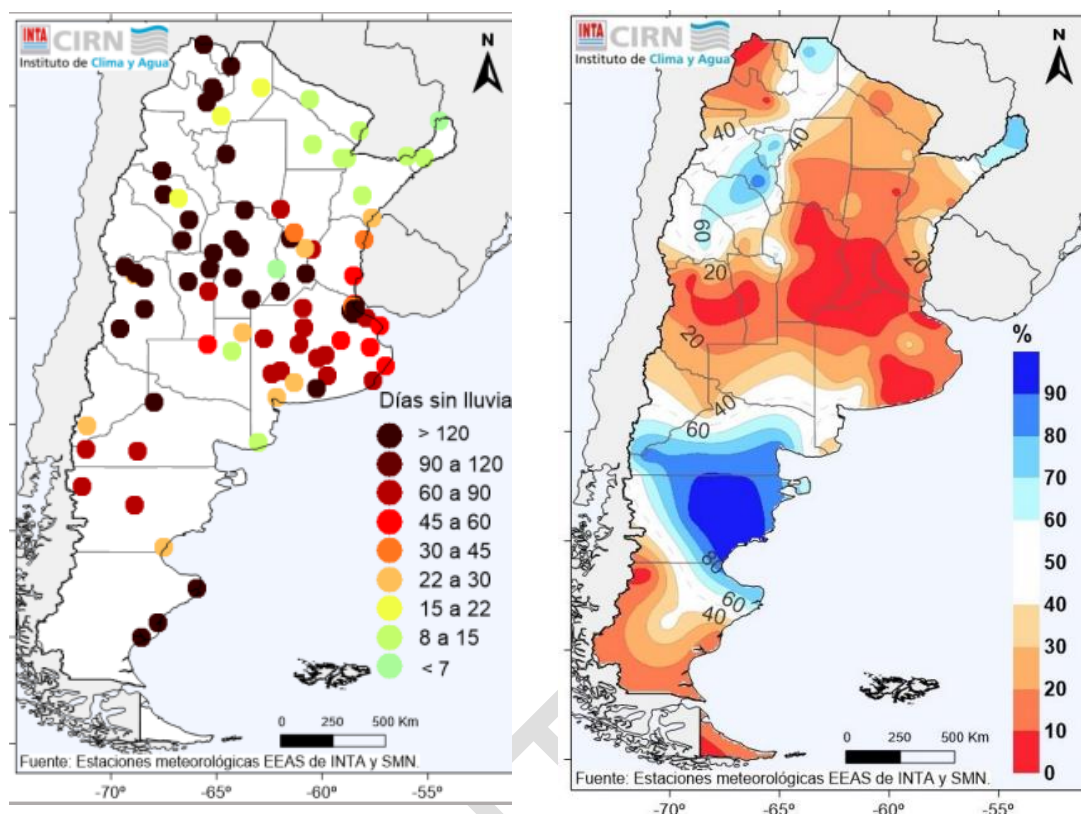 INTA CIRN
Instituto de Clima y Agua
N
Días sin lluvia
> 120
90 a 120
60 a 90
45 a 60
30 a 45
22 a 30
15 a 22
8 a 15
< 7
0 250 500 Km
Fuente: Estaciones meteorológicas EEAS de INTA y SMN.
-70° -65° -60° -55°
INTA CIRN
Instituto de Clima y Agua
N
40
40
60
20
20
20
40
60
80
60
40
%
90
80
70
60
50
40
30
20
10
0
0 250 500 Km
Fuente: Estaciones meteorológicas EEAS de INTA y SMN.
-70° -65° -60° -55°